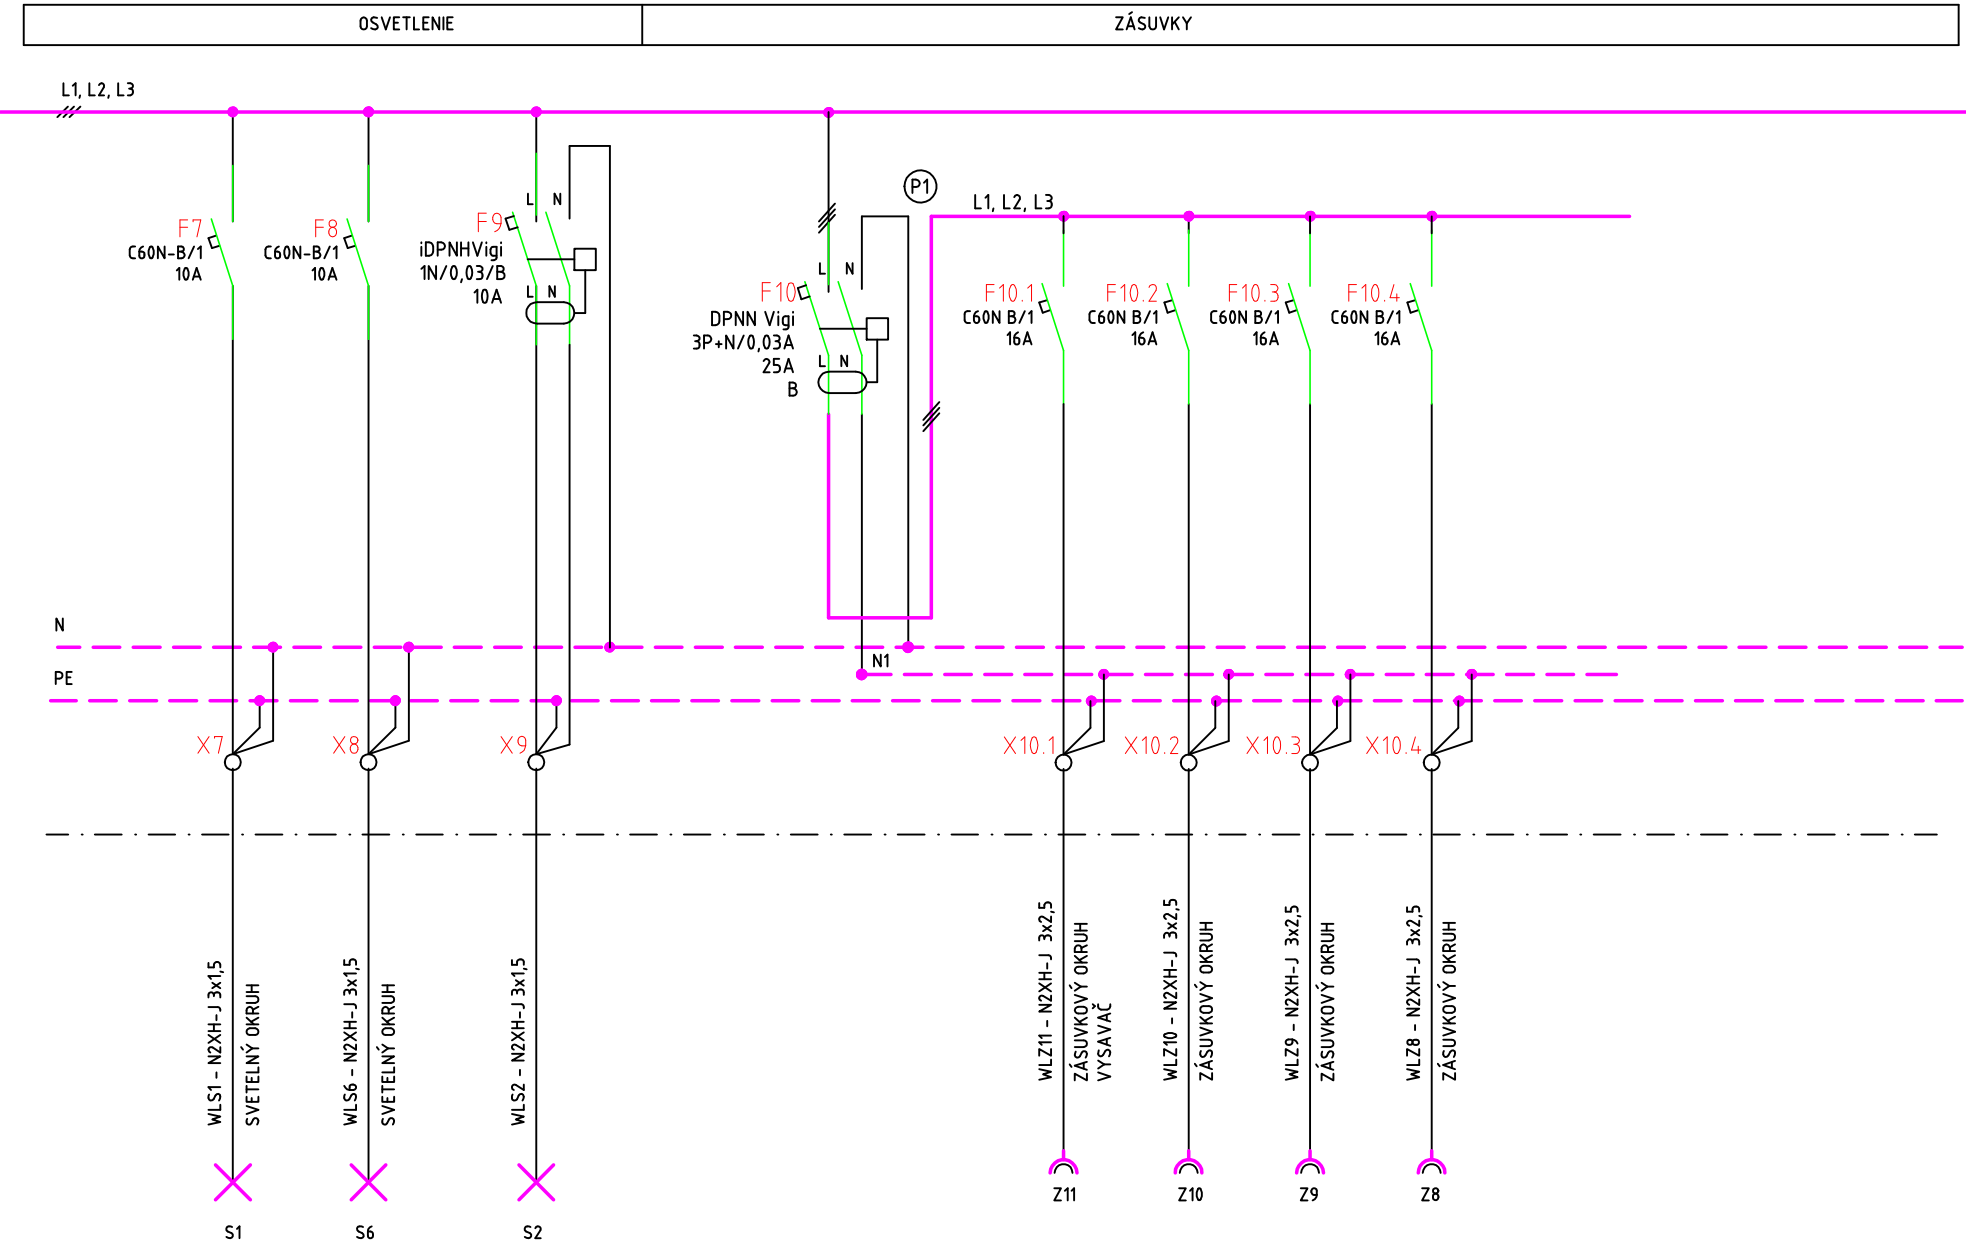 OSVETLENIE
ZÁSUVKY
L1, L2, L3
P1
L1, L2, L3
F7
C60N-B/1
10A
F8
C60N-B/1
10A
L N
F9
iDPNHVigi
1N/0,03/B
10A
L N
L N
F10
DPNN Vigi
3P+N/0,03A
25A
B
L N
F10.1
C60N B/1
16A
F10.2
C60N B/1
16A
F10.3
C60N B/1
16A
F10.4
C60N B/1
16A
N
N1
PE
X7
X8
X9
X10.1
X10.2
X10.3
X10.4
WLS1 - N2XH-J 3x1,5
SVETELNÝ OKRUH
WLS6 - N2XH-J 3x1,5
SVETELNÝ OKRUH
WLS2 - N2XH-J 3x1,5
WLZ11 - N2XH-J 3x2,5
ZÁSUVKOVÝ OKRUH
VYSAVAČ
WLZ10 - N2XH-J 3x2,5
ZÁSUVKOVÝ OKRUH
WLZ9 - N2XH-J 3x2,5
ZÁSUVKOVÝ OKRUH
WLZ8 - N2XH-J 3x2,5
ZÁSUVKOVÝ OKRUH
S1
S6
S2
Z11
Z10
Z9
Z8